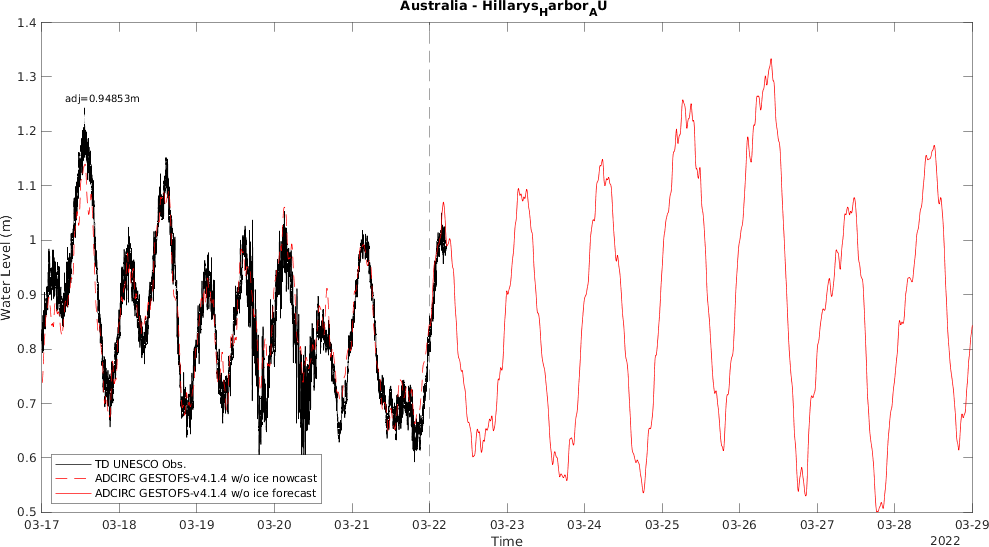 Australia - HillarysHarborAU
1.4
1.3
1.2
1.1
1
0.9
0.8
0.7
0.6
0.5
Water Level (m)
adj=0.94853m
TD UNESCO Obs.
ADCIRC GESTOFS-v4.1.4 w/o ice nowcast
ADCIRC GESTOFS-v4.1.4 w/o ice forecast
03-17 03-18 03-19 03-20 03-21 03-22 03-23 03-24 03-25 03-26 03-27 03-28 03-29
Time
2022